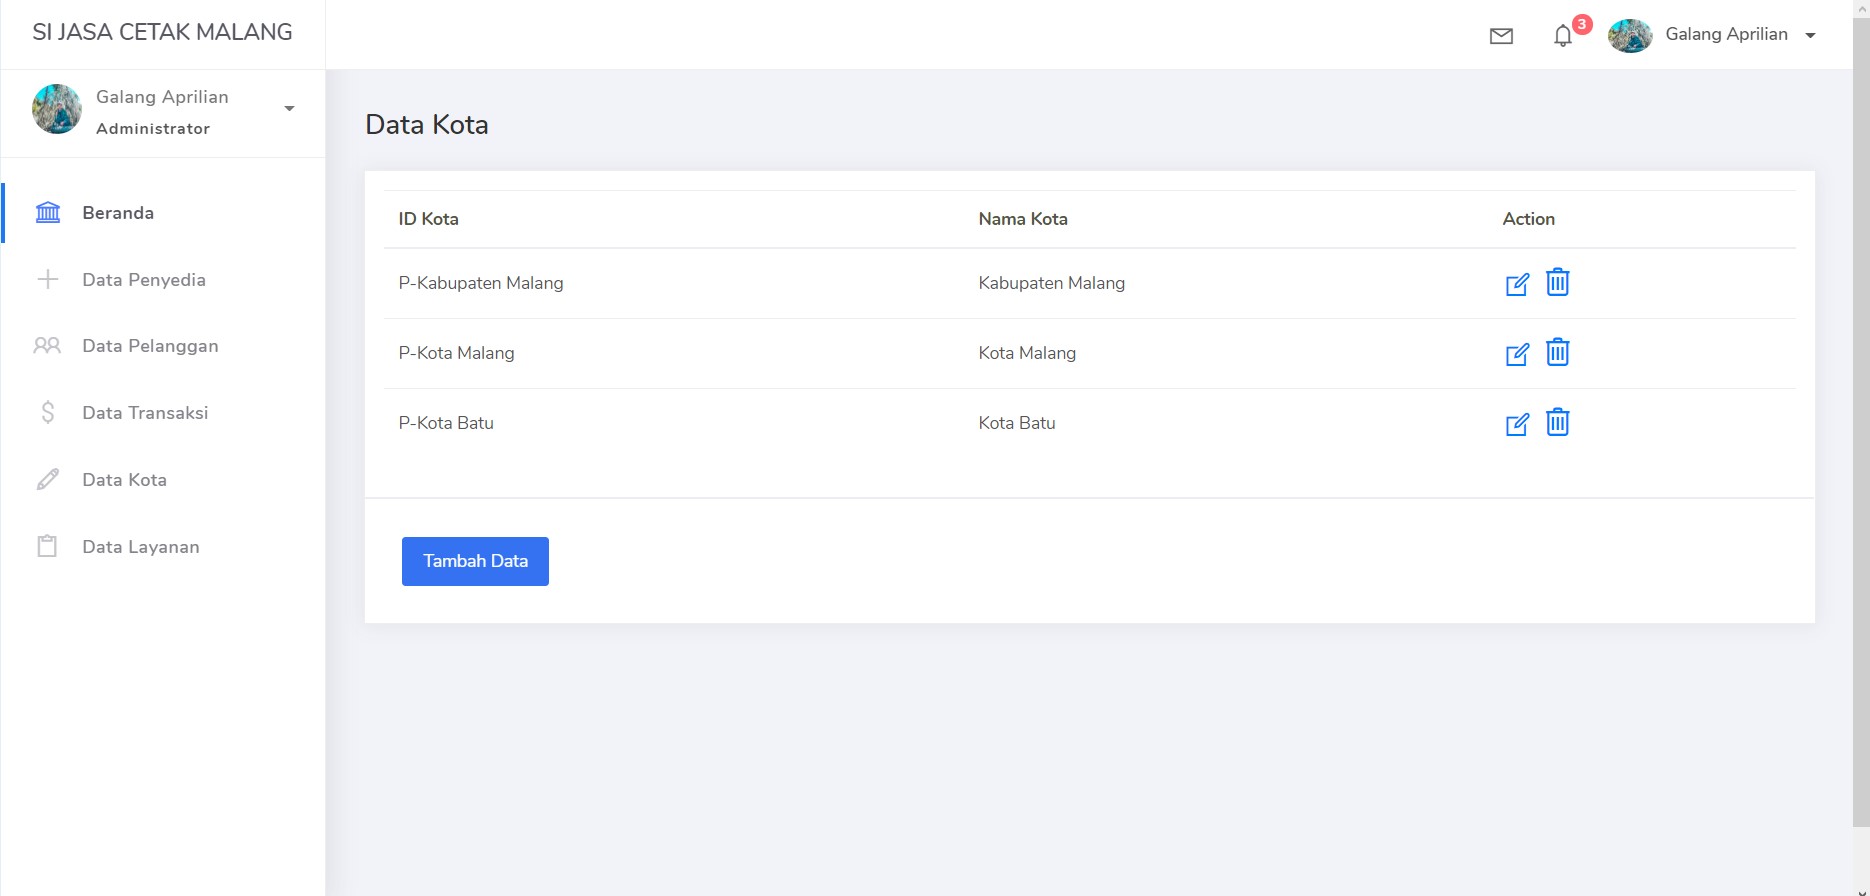 SI JASA CETAK MALANG
3
Galang Aprilian
Galang Aprilian
Administrator
Beranda
Data Penyedia
Data Pelanggan
Data Transaksi
Data Kota
Data Layanan
Data Kota
ID Kota Nama Kota Action
P-Kabupaten Malang Kabupaten Malang
P-Kota Malang Kota Malang
P-Kota Batu Kota Batu
Tambah Data